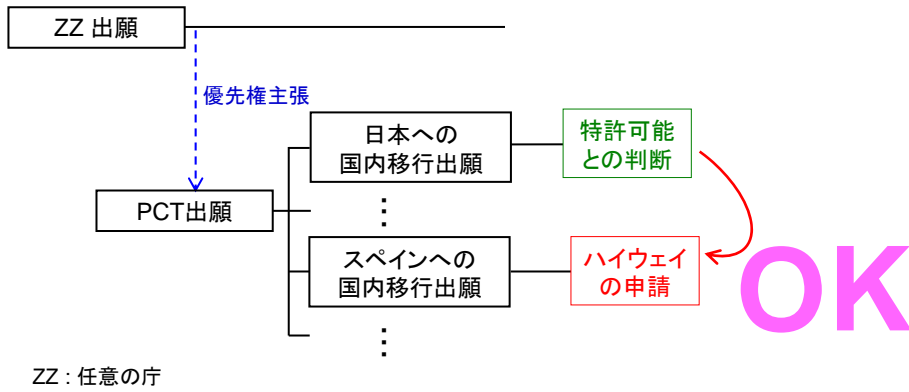 ZZ 出願
優先権主張
日本への
国内移行出願
特許可能
との判断
PCT出願
⋮
スペインへの
国内移行出願
ハイウェイ
の申請
OK
⋮
ZZ : 任意の庁